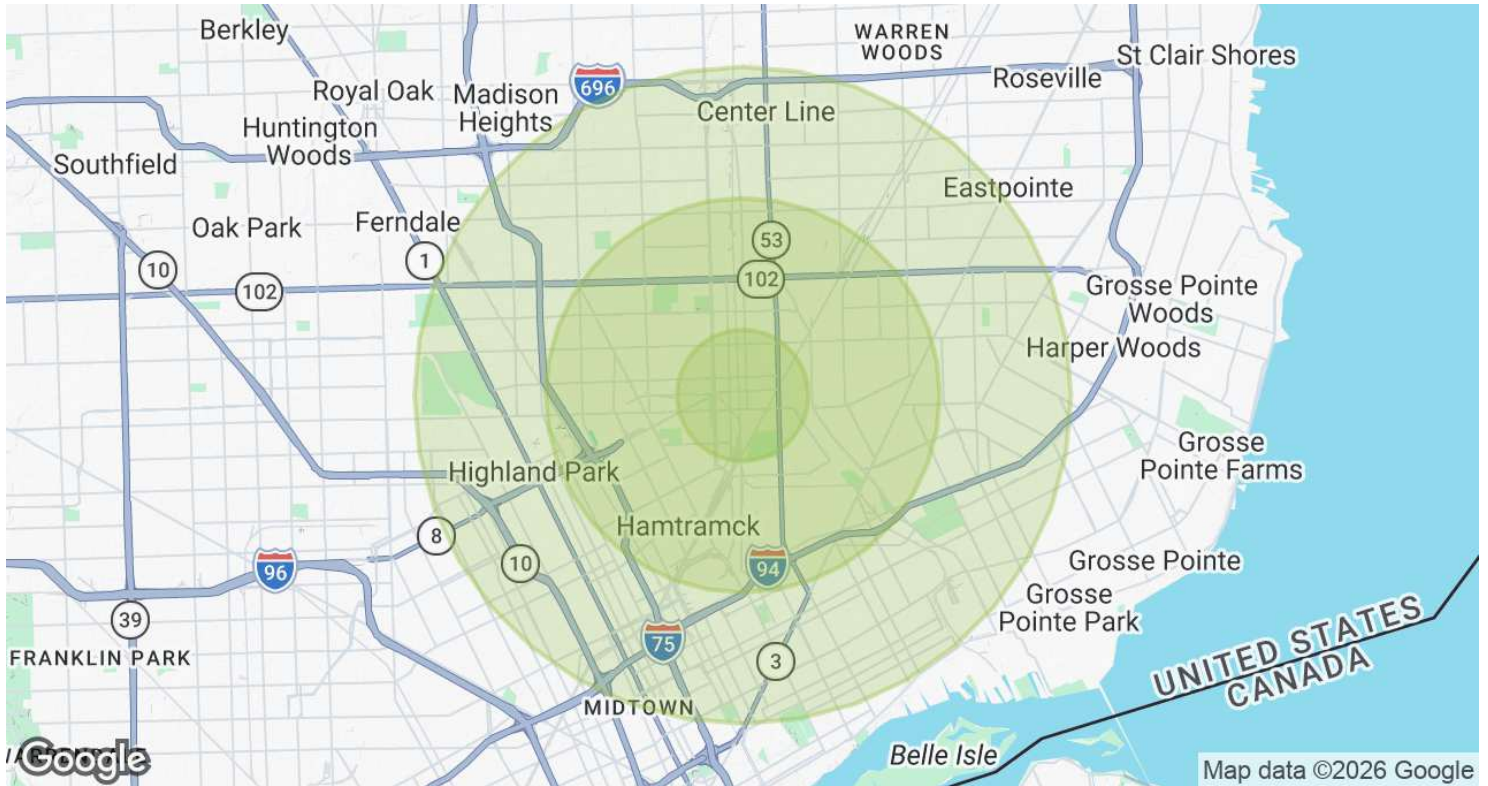 Berkley
WARREN
WOODS
St Clair Shores
Roseville
696
Royal Oak
Madison
Heights
Center Line
Huntington
Woods
Southfield
Eastpointe
Oak Park
Ferndale
53
1
10
102
102
Grosse Pointe
Woods
Harper Woods
Highland Park
Grosse
Pointe Farms
Hamtramck
8
10
94
96
Grosse Pointe
39
Grosse
Pointe Park
75
3
FRANKLIN PARK
UNITED STATES
CANADA
MIDTOWN
Belle Isle
Google
Map data ©2026 Google